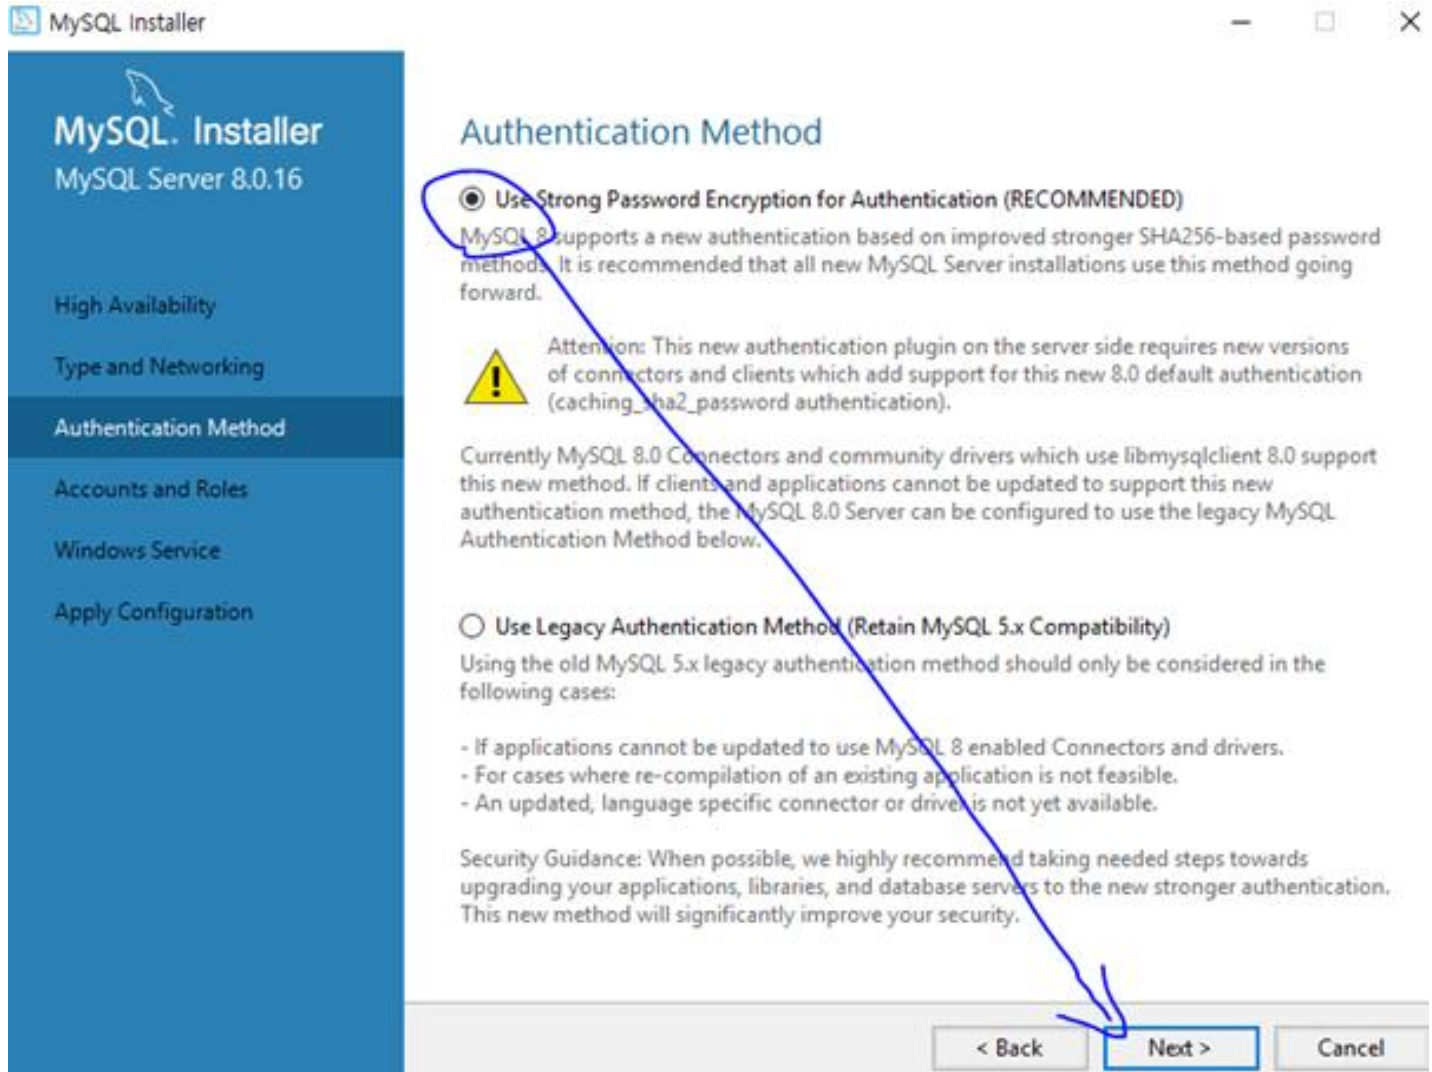 MySQL Installer
MySQL. Installer
MySQL Server 8.0.16
High Availability
Type and Networking
Authentication Method
Accounts and Roles
Windows Service
Apply Configuration
Authentication Method
Use Strong Password Encryption for Authentication (RECOMMENDED)
MySQL 8 supports a new authentication based on improved stronger SHA256-based password
methods. It is recommended that all new MySQL Server installations use this method going
forward.
Attention: This new authentication plugin on the server side requires new versions
of connectors and clients which add support for this new 8.0 default authentication
(caching_sha2_password authentication).
Currently MySQL 8.0 Connectors and community drivers which use libmysqlclient 8.0 support
this new method. If clients and applications cannot be updated to support this new
authentication method, the MySQL 8.0 Server can be configured to use the legacy MySQL
Authentication Method below.
Use Legacy Authentication Method (Retain MySQL 5.x Compatibility)
Using the old MySQL 5.x legacy authentication method should only be considered in the
following cases:
- If applications cannot be updated to use MySQL 8 enabled Connectors and drivers.
- For cases where re-compilation of an existing application is not feasible.
- An updated, language specific connector or driver is not yet available.
Security Guidance: When possible, we highly recommend taking needed steps towards
upgrading your applications, libraries, and database servers to the new stronger authentication.
This new method will significantly improve your security.
< Back
Next >
Cancel